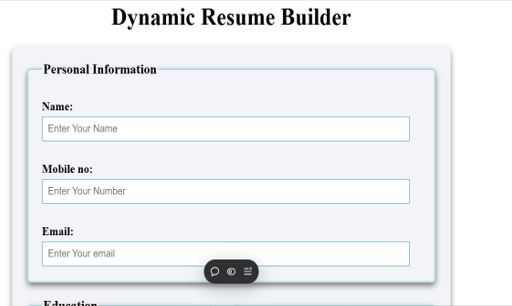 Dynamic Resume Builder
Personal Information
Name:
Enter Your Name
Mobile no:
Enter Your Number
Email:
Enter Your email
Education